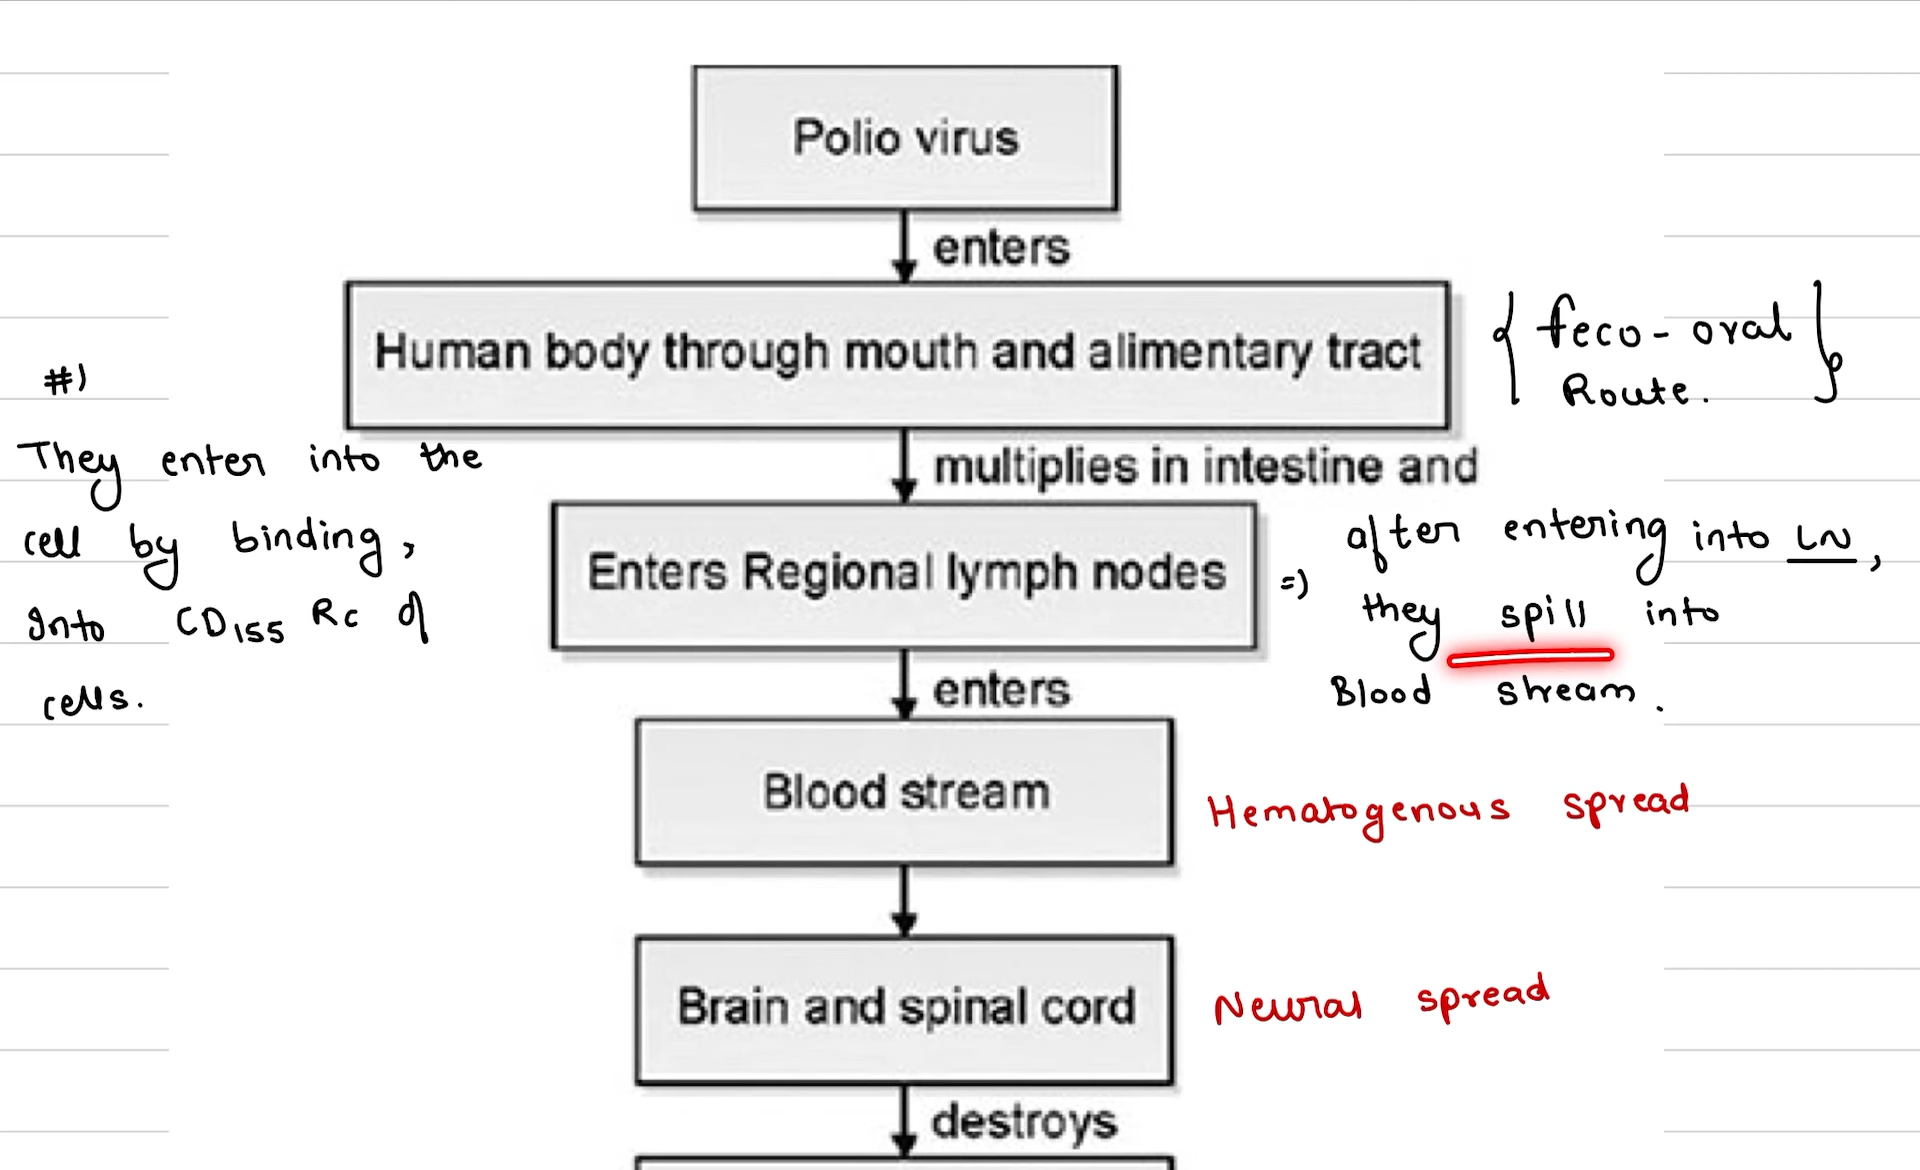 Polio virus
enters
Human body through mouth and alimentary tract
{ feco-oral
Route. }
#)
They enter into the
cell by binding,
Into CD155 Rc of
cells.
multiplies in intestine and
Enters Regional lymph nodes
=) after entering into LN,
they spill into
Blood stream.
enters
Blood stream
Hematogenous spread
Brain and spinal cord
Neural spread
destroys